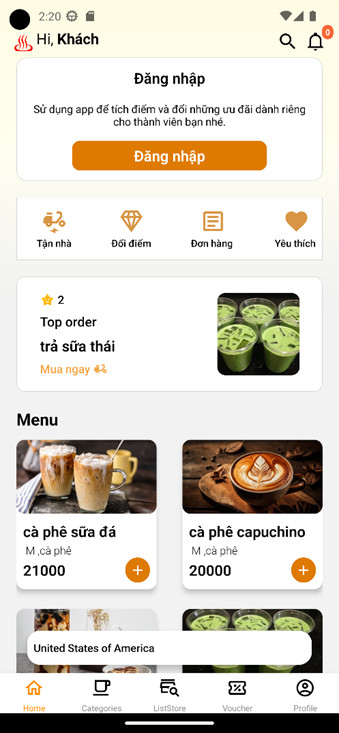 2:20
Hi, Khách
0
Đăng nhập
Sử dụng app để tích điểm và đổi những ưu đãi dành riêng
cho thành viên bạn nhé.
Đăng nhập
Tận nhà
Đổi điểm
Đơn hàng
Yêu thích
2
Top order
trả sữa thái
Mua ngay
Menu
cà phê sữa đá
M ,cà phê
21000
cà phê capuchino
M ,cà phê
20000
United States of America
Home
Categories
ListStore
Voucher
Profile